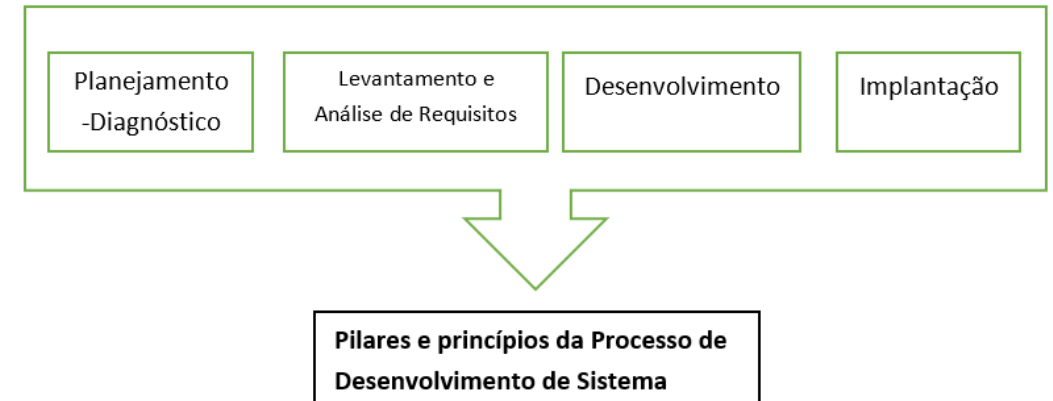 Planejamento
-Diagnóstico
Levantamento e
Análise de Requisitos
Desenvolvimento
Implantação
Pilares e princípios da Processo de
Desenvolvimento de Sistema